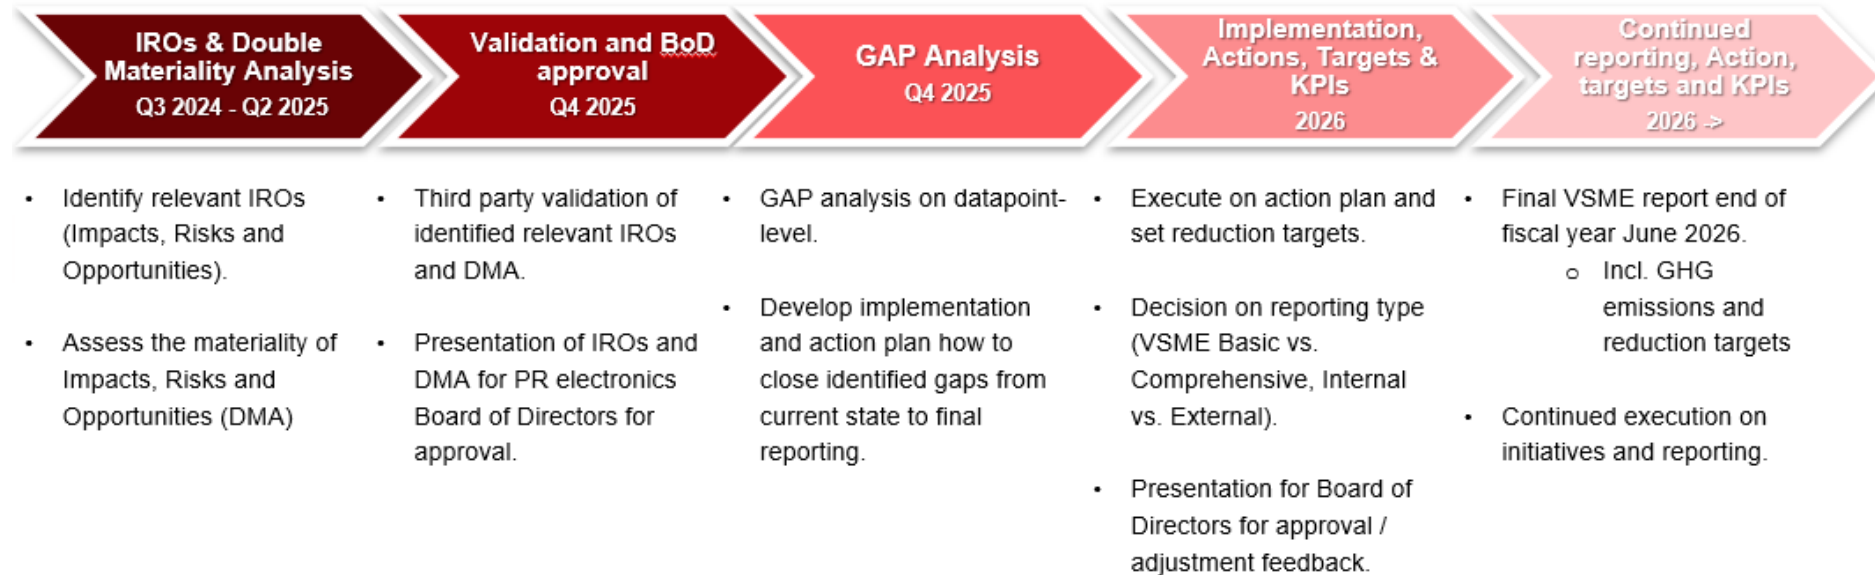 IROs & Double
Materiality Analysis
Q3 2024 - Q2 2025
Validation and BoD
approval
Q4 2025
GAP Analysis
Q4 2025
Implementation,
Actions, Targets &
KPIs
2026
Continued
reporting, Action,
targets and KPIs
2026 ->
• Identify relevant IROs
(Impacts, Risks and
Opportunities).
• Assess the materiality of
Impacts, Risks and
Opportunities (DMA)
• Third party validation of
identified relevant IROs
and DMA.
• Presentation of IROs and
DMA for PR electronics
Board of Directors for
approval.
• GAP analysis on datapoint-
level.
• Develop implementation
and action plan how to
close identified gaps from
current state to final
reporting.
• Execute on action plan and
set reduction targets.
• Decision on reporting type
(VSME Basic vs.
Comprehensive, Internal
vs. External).
• Presentation for Board of
Directors for approval /
adjustment feedback.
• Final VSME report end of
fiscal year June 2026.
o Incl. GHG
emissions and
reduction targets
• Continued execution on
initiatives and reporting.